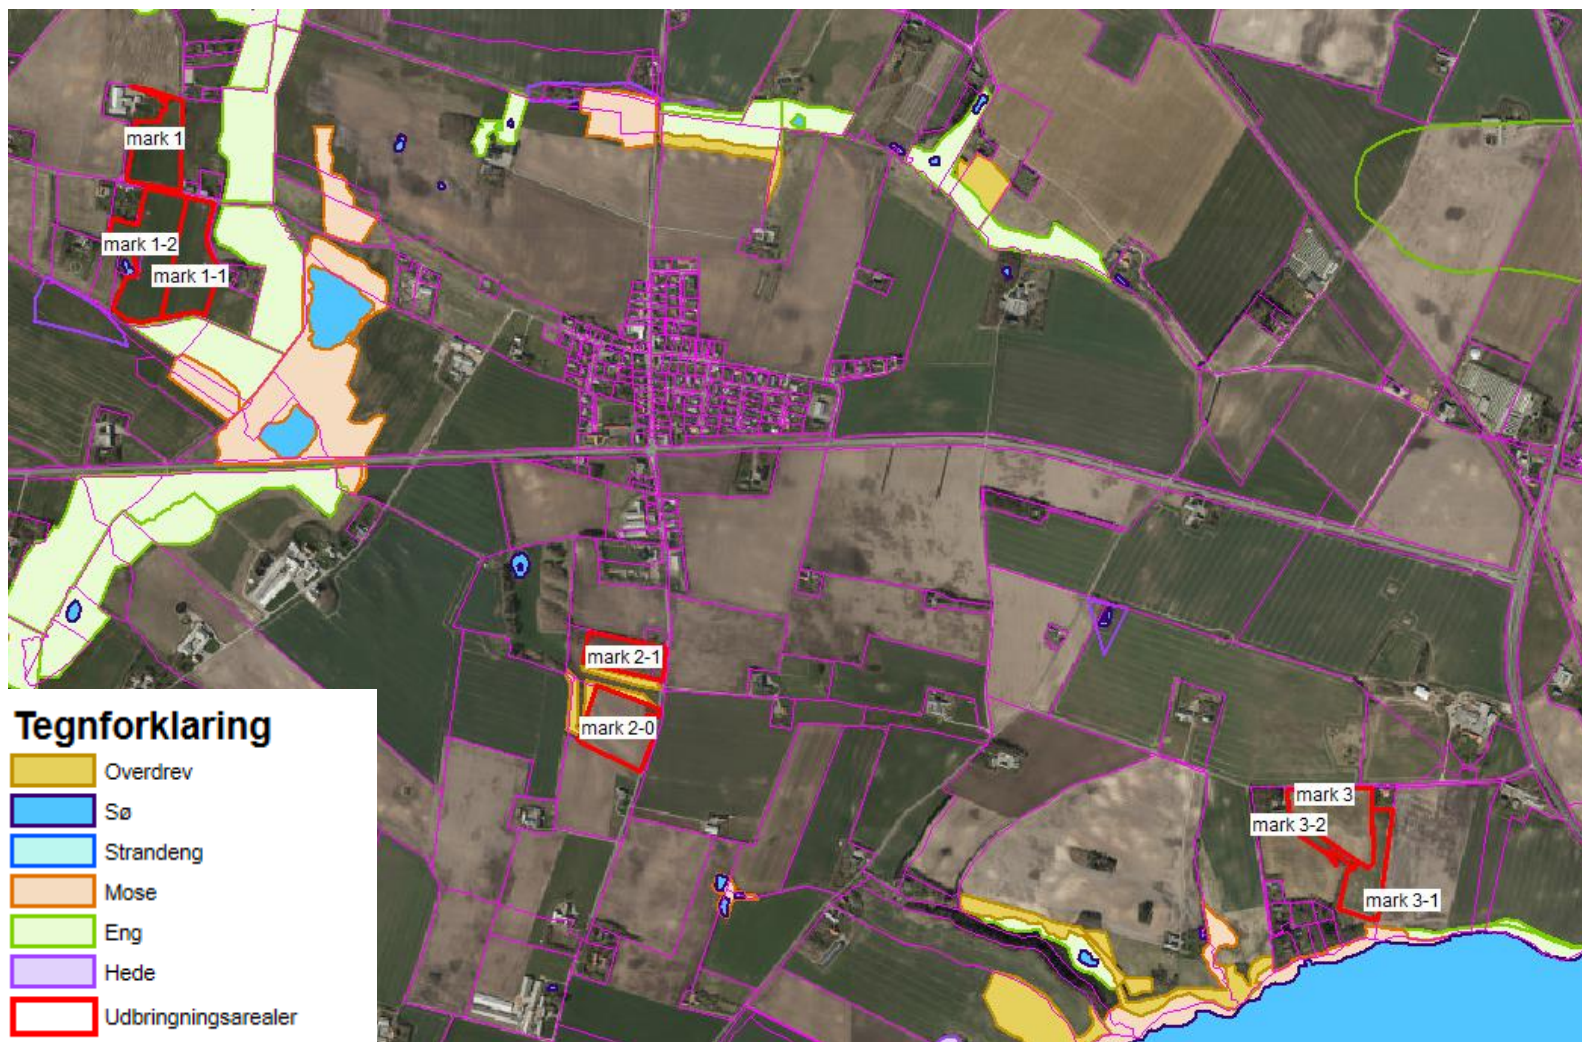 mark 1
mark 1-2
mark 1-1
mark 2-1
mark 2-0
mark 3
mark 3-2
mark 3-1
Tegnforklaring
Overdrev
Sø
Strandeng
Mose
Eng
Hede
Udbringningsarealer